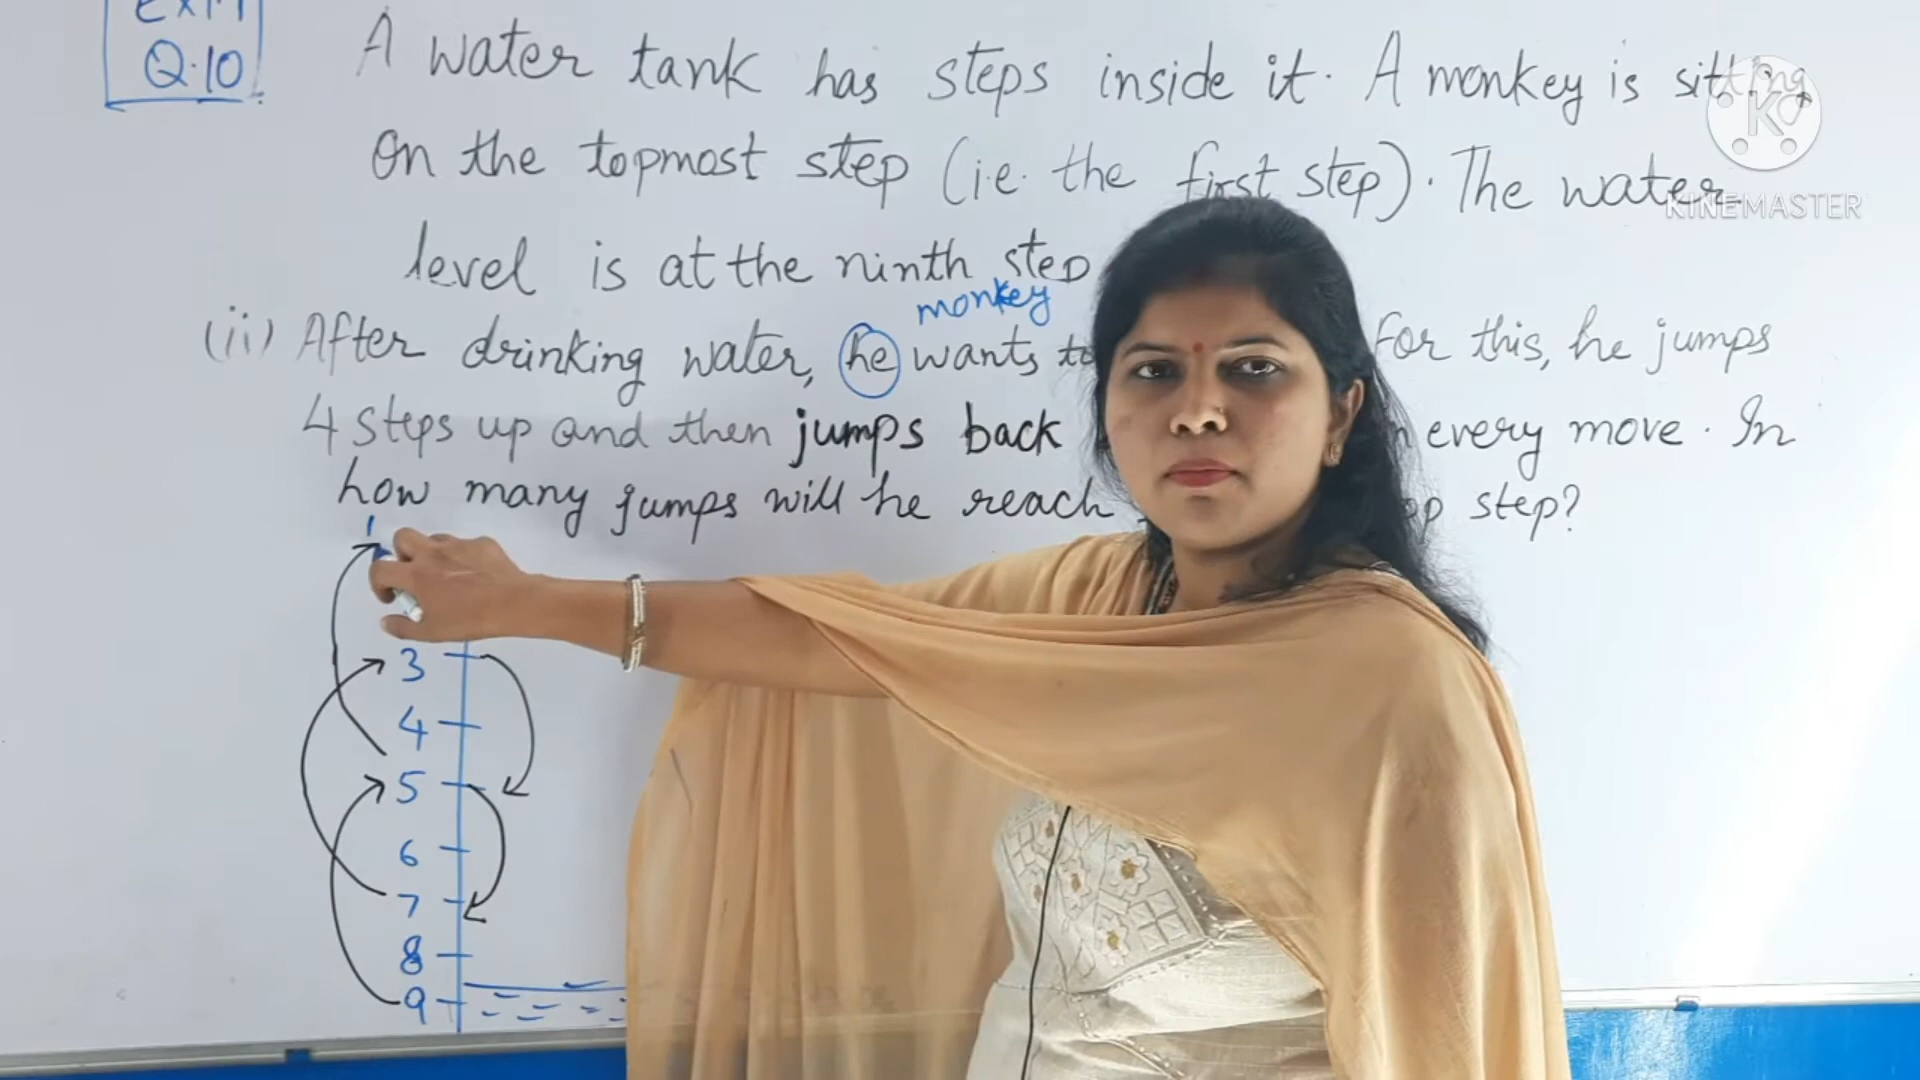 Q.10
A water tank has steps inside it. A monkey is sitting
on the topmost step (i.e. the first step). The water
level is at the ninth step
monkey
(ii) After drinking water, he wants to For this, he jumps
4 steps up and then jumps back every move. In
how many jumps will he reach step?
1
3
4
5
6
7
8
9
K
KINEMASTER